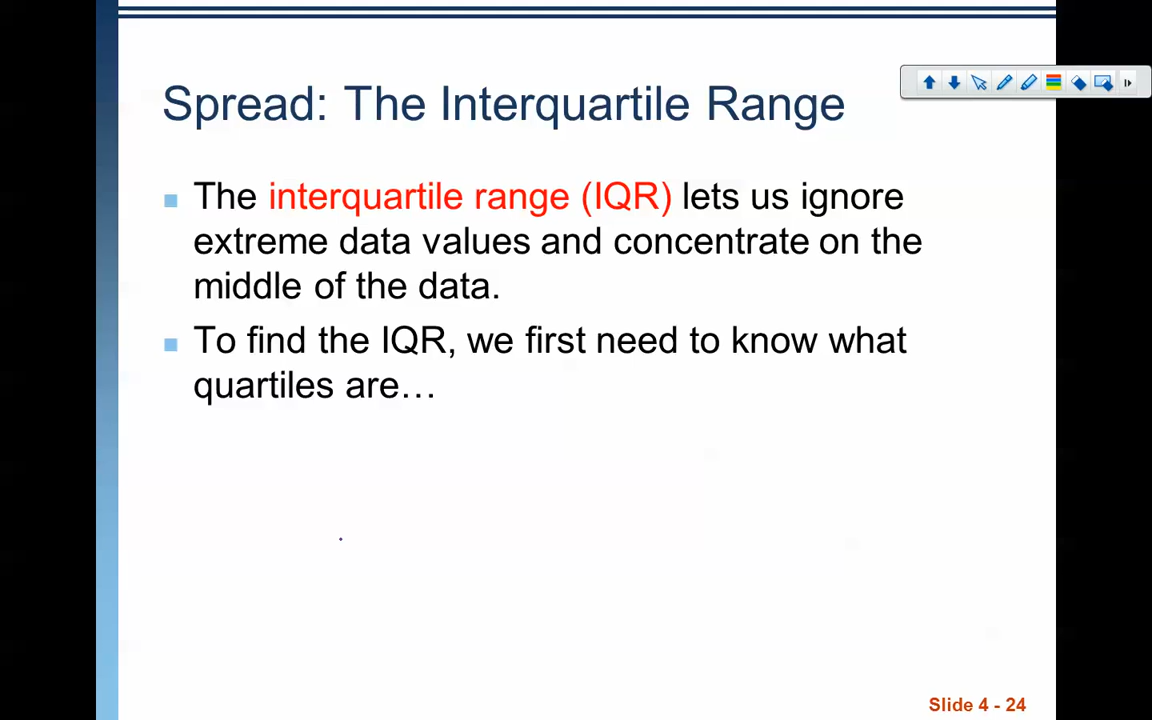 Spread: The Interquartile Range
The interquartile range (IQR) lets us ignore
extreme data values and concentrate on the
middle of the data.
To find the IQR, we first need to know what
quartiles are…
Slide 4 - 24